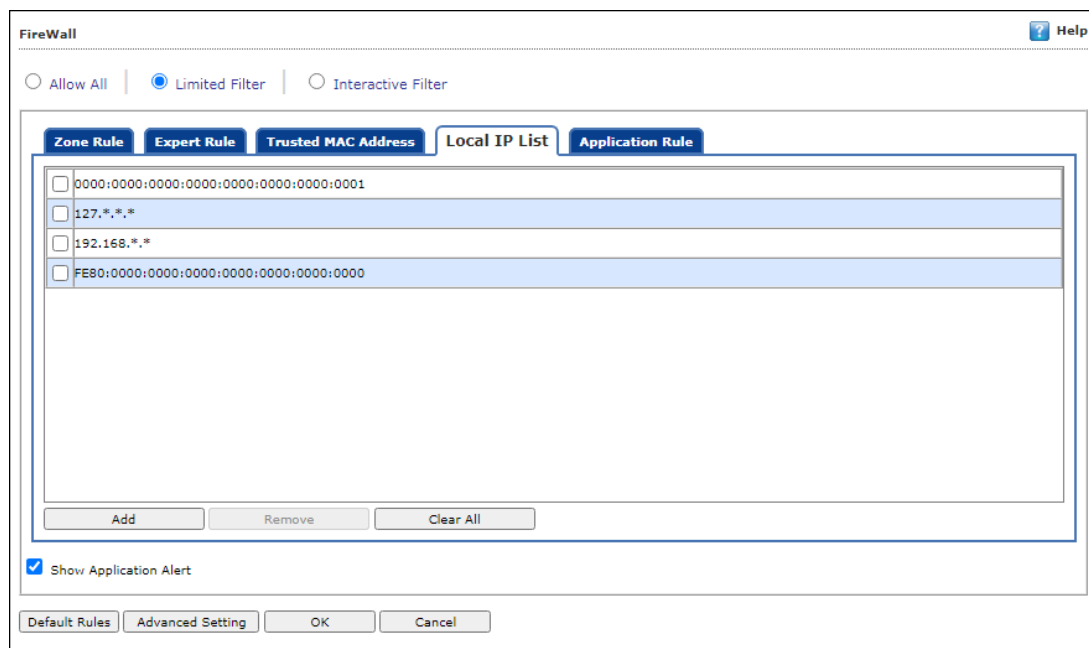 FireWall
? Help
Allow All Limited Filter Interactive Filter
Zone Rule Expert Rule Trusted MAC Address Local IP List Application Rule
0000:0000:0000:0000:0000:0000:0000:0001
127.*.*.*
192.168.*.*
FE80:0000:0000:0000:0000:0000:0000:0000
Add Remove Clear All
Show Application Alert
Default Rules Advanced Setting OK Cancel